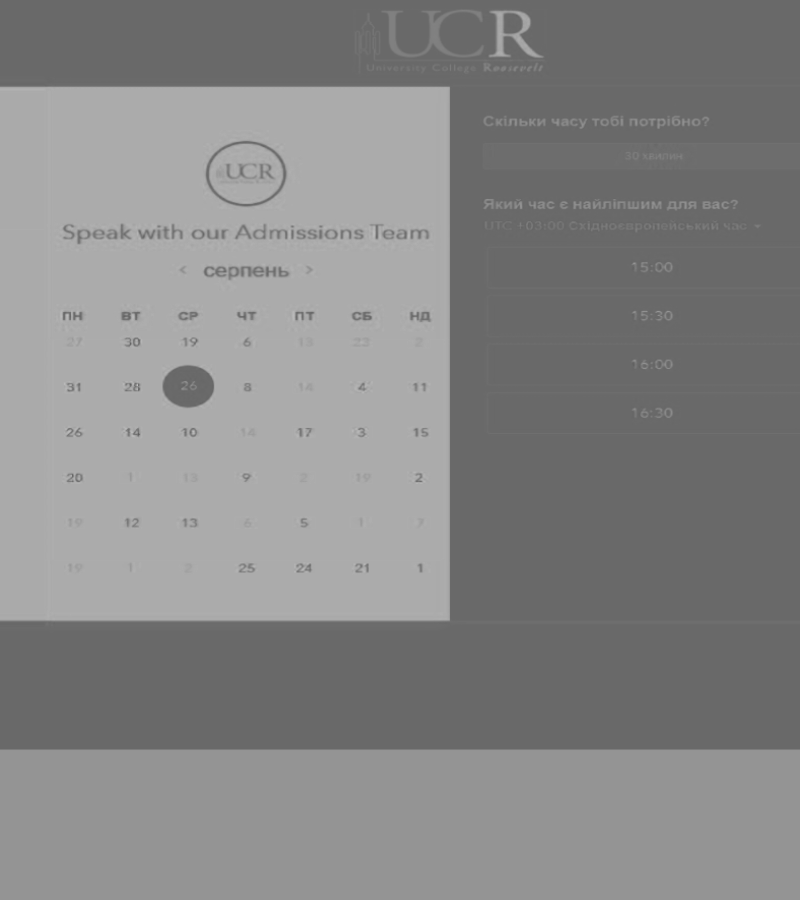 UCR
University College Roosevelt
UCR
Speak with our Admissions Team
< серпень >
ПН ВТ СР ЧТ ПТ СБ НД
27 30 19 6 13 22 2
31 28 26 8 14 4 11
26 14 10 14 17 3 15
20 1 13 9 2 19 2
19 12 13 6 5 1 7
19 1 2 25 24 21 1
Скільки часу тобі потрібно?
30 хвилин
Який час є найліпшим для вас?
UTC +03:00 Східноєвропейський час
15:00
15:30
16:00
16:30